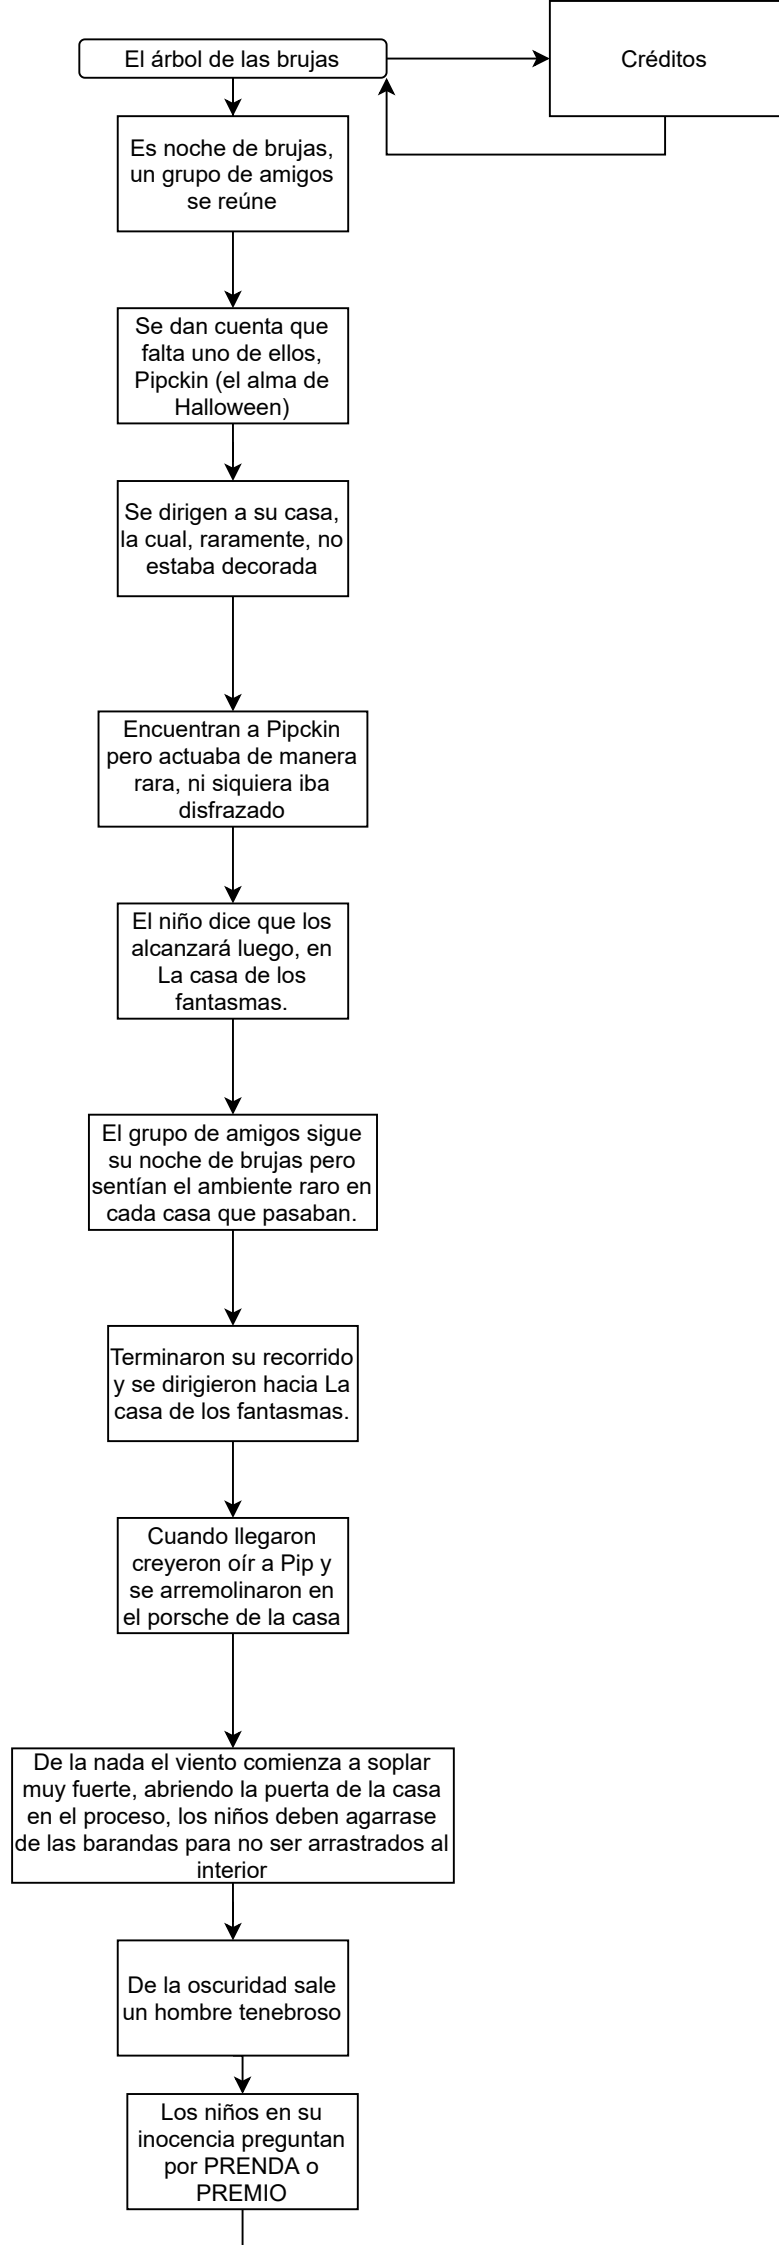 El árbol de las brujas
Créditos
Es noche de brujas,
un grupo de amigos
se reúne
Se dan cuenta que
falta uno de ellos,
Pipckin (el alma de
Halloween)
Se dirigen a su casa,
la cual, raramente, no
estaba decorada
Encuentran a Pipckin
pero actuaba de manera
rara, ni siquiera iba
disfrazado
El niño dice que los
alcanzará luego, en
La casa de los
fantasmas.
El grupo de amigos sigue
su noche de brujas pero
sentían el ambiente raro en
cada casa que pasaban.
Terminaron su recorrido
y se dirigieron hacia La
casa de los fantasmas.
Cuando llegaron
creyeron oír a Pip y
se arremolinaron en
el porsche de la casa
De la nada el viento comienza a soplar
muy fuerte, abriendo la puerta de la casa
en el proceso, los niños deben agarrase
de las barandas para no ser arrastrados al
interior
De la oscuridad sale
un hombre tenebroso
Los niños en su
inocencia preguntan
por PRENDA o
PREMIO